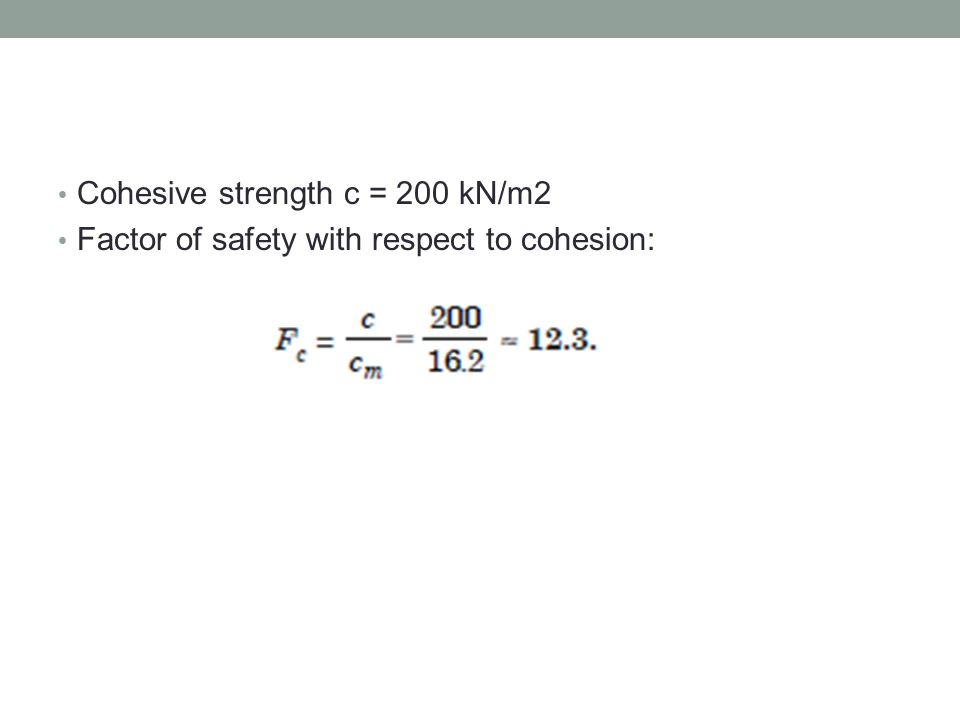 • Cohesive strength c = 200 kN/m2
• Factor of safety with respect to cohesion:
F_c = c/c_m = 200/16.2 ≈ 12.3.